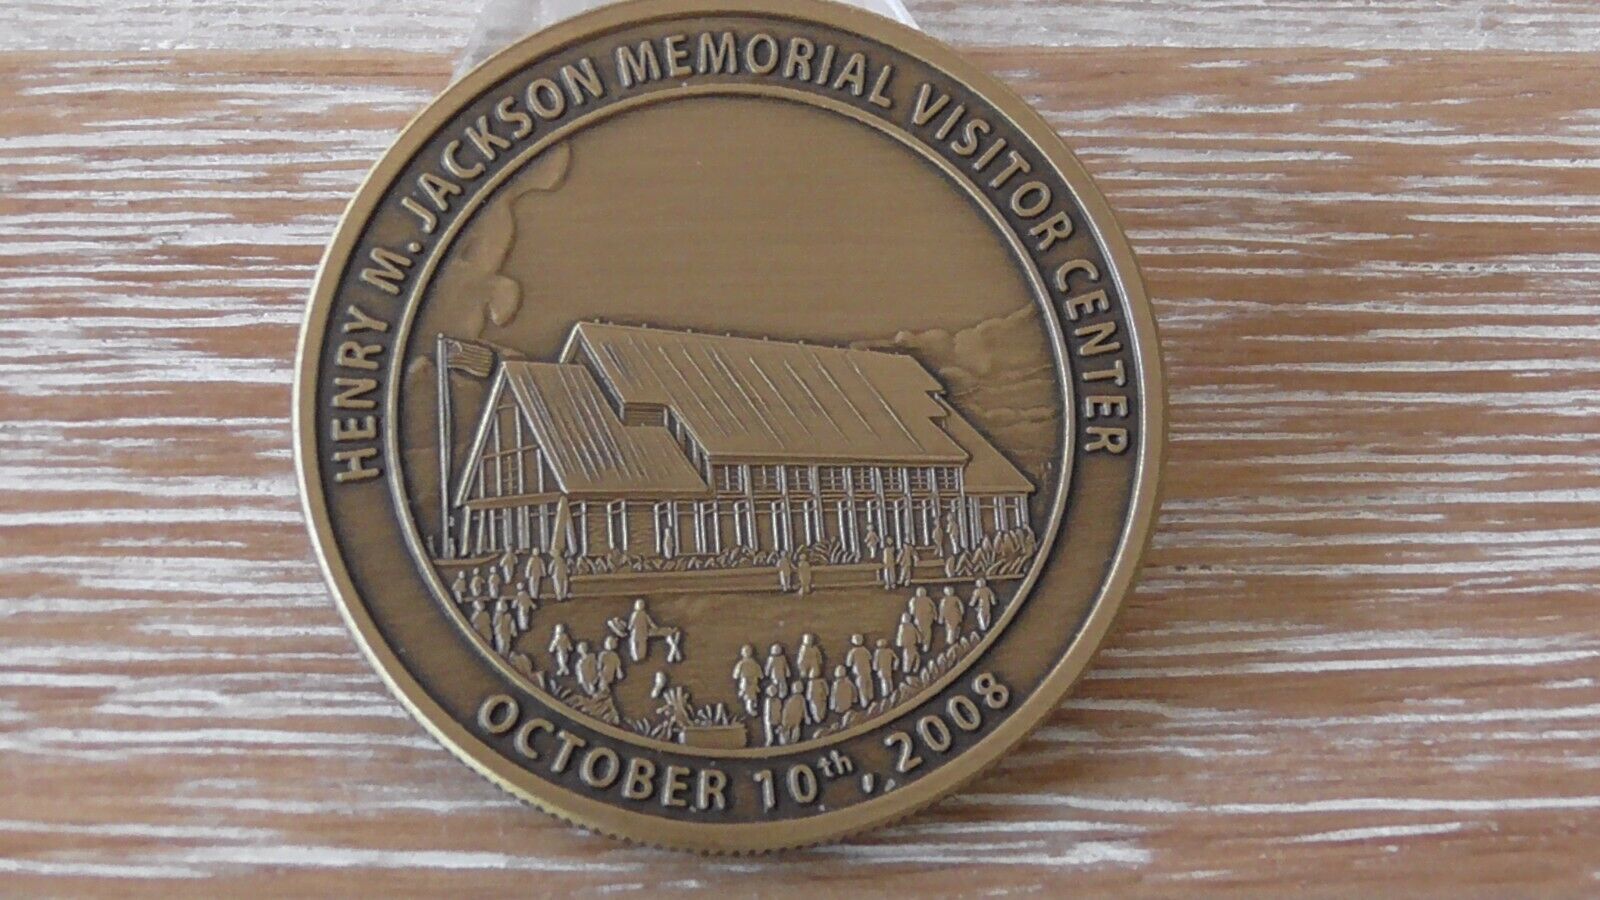 HENRY M. JACKSON MEMORIAL VISITOR CENTER
OCTOBER 10th, 2008